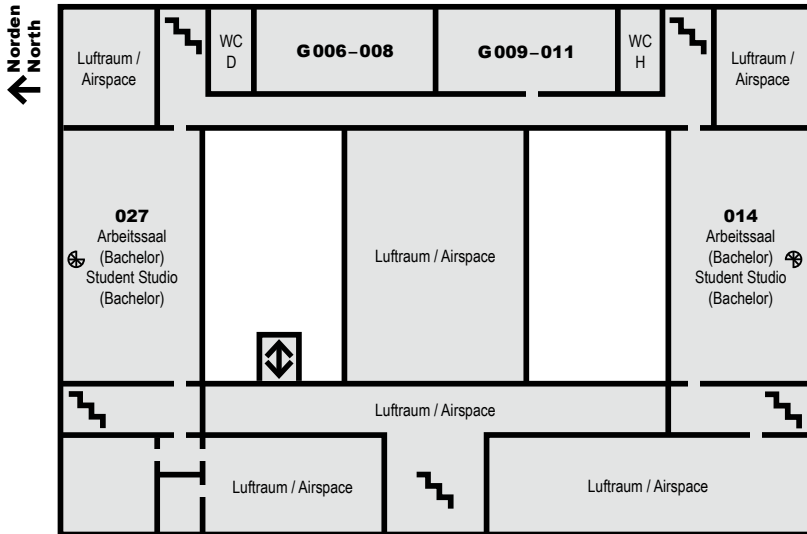 Norden
North
Luftraum /
Airspace
WC
D
G006–008
G009–011
WC
H
Luftraum /
Airspace
027
Arbeitssaal
(Bachelor)
Student Studio
(Bachelor)
Luftraum / Airspace
014
Arbeitssaal
(Bachelor)
Student Studio
(Bachelor)
Luftraum / Airspace
Luftraum / Airspace
Luftraum / Airspace